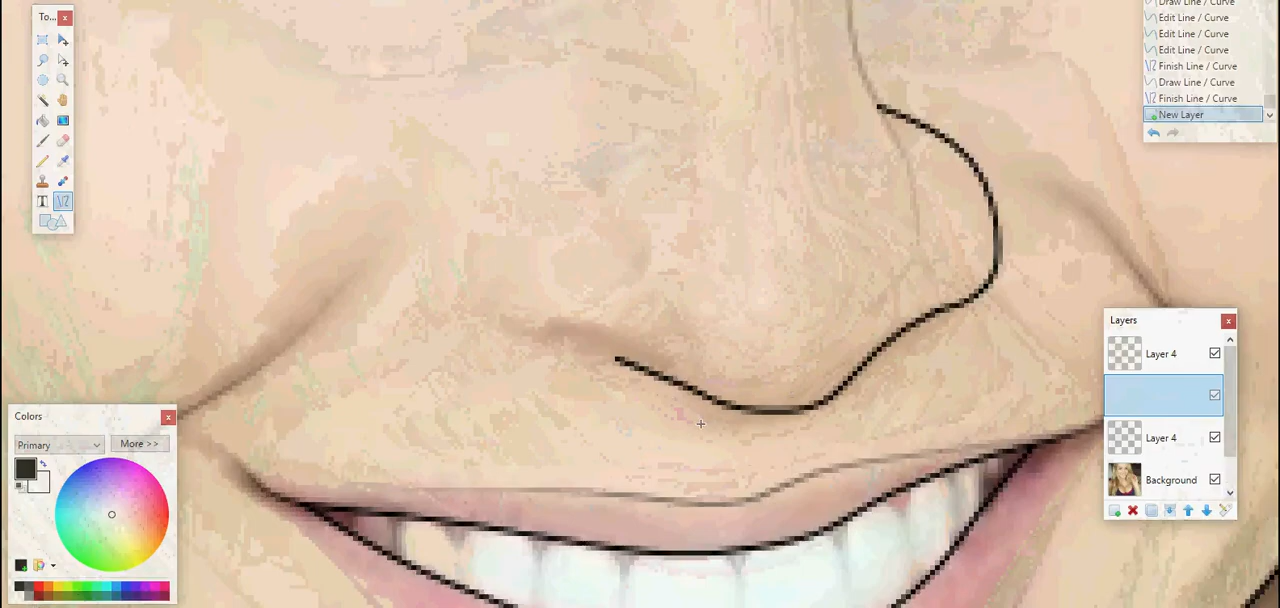 To...
Draw Line / Curve
Edit Line / Curve
Edit Line / Curve
Edit Line / Curve
Finish Line / Curve
Draw Line / Curve
Finish Line / Curve
New Layer
T
Layers
Layer 4
Layer 4
Background
Colors
Primary
More >>